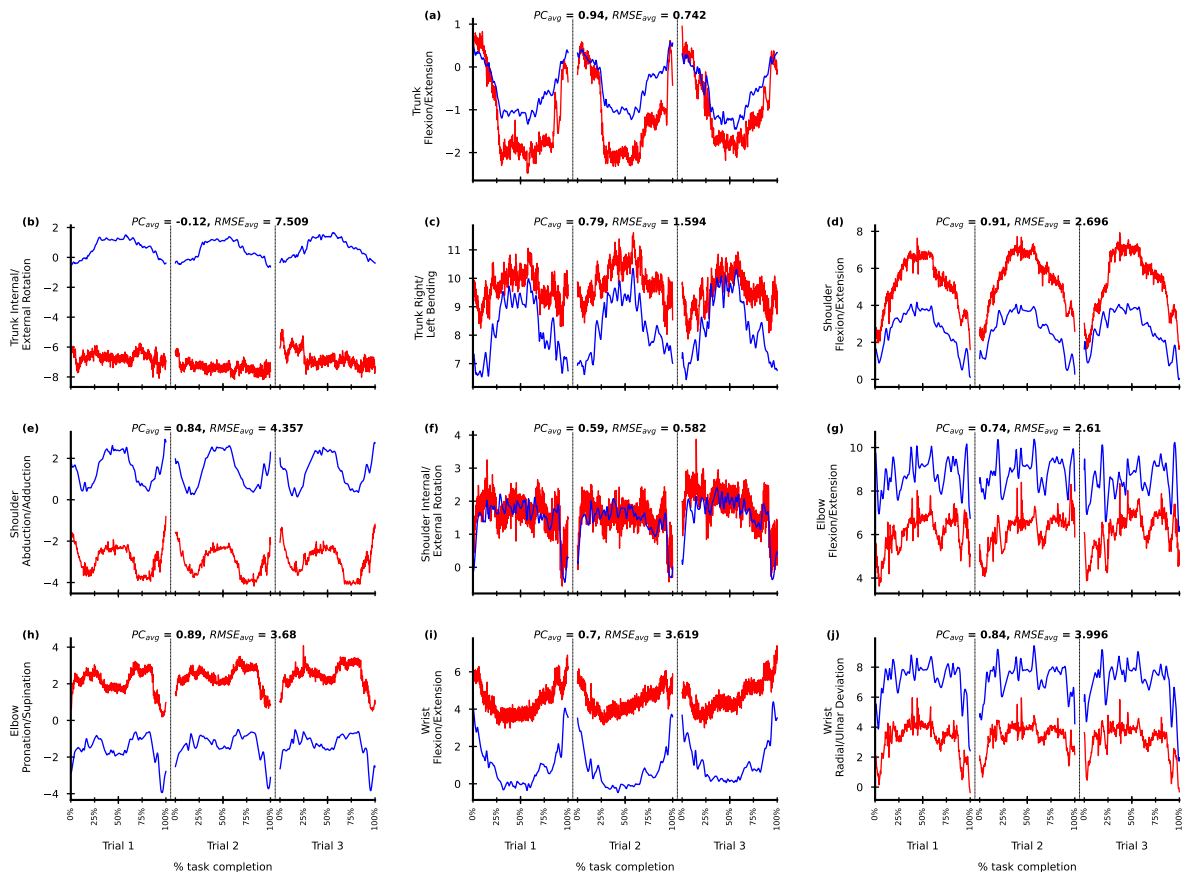 (a) PC_avg = 0.94, RMSE_avg = 0.742
Trunk
Flexion/Extension
1
0
−1
−2
(b) PC_avg = -0.12, RMSE_avg = 7.509
Trunk Internal/
External Rotation
2
0
−2
−4
−6
−8
(c) PC_avg = 0.79, RMSE_avg = 1.594
Trunk Right/
Left Bending
11
10
9
8
7
(d) PC_avg = 0.91, RMSE_avg = 2.696
Shoulder
Flexion/Extension
8
6
4
2
0
(e) PC_avg = 0.84, RMSE_avg = 4.357
Shoulder
Abduction/Adduction
2
0
−2
−4
(f) PC_avg = 0.59, RMSE_avg = 0.582
Shoulder Internal/
External Rotation
4
3
2
1
0
(g) PC_avg = 0.74, RMSE_avg = 2.61
Elbow
Flexion/Extension
10
8
6
4
(h) PC_avg = 0.89, RMSE_avg = 3.68
Elbow
Pronation/Supination
4
2
0
−2
−4
0% 25% 50% 75% 100% 25% 50% 75% 100% 25% 50% 75% 100%
Trial 1 Trial 2 Trial 3
% task completion
(i) PC_avg = 0.7, RMSE_avg = 3.619
Wrist
Flexion/Extension
6
4
2
0
0% 25% 50% 75% 100% 25% 50% 75% 100% 25% 50% 75% 100%
Trial 1 Trial 2 Trial 3
% task completion
(j) PC_avg = 0.84, RMSE_avg = 3.996
Wrist
Radial/Ulnar Deviation
8
6
4
2
0
0% 25% 50% 75% 100% 25% 50% 75% 100% 25% 50% 75% 100%
Trial 1 Trial 2 Trial 3
% task completion